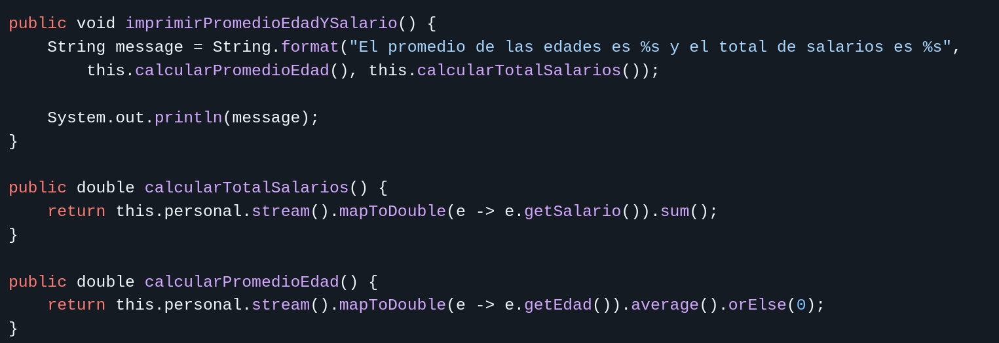 public void imprimirPromedioEdadYSalario() {
    String message = String.format("El promedio de las edades es %s y el total de salarios es %s",
        this.calcularPromedioEdad(), this.calcularTotalSalarios());

    System.out.println(message);
}

public double calcularTotalSalarios() {
    return this.personal.stream().mapToDouble(e -> e.getSalario()).sum();
}

public double calcularPromedioEdad() {
    return this.personal.stream().mapToDouble(e -> e.getEdad()).average().orElse(0);
}